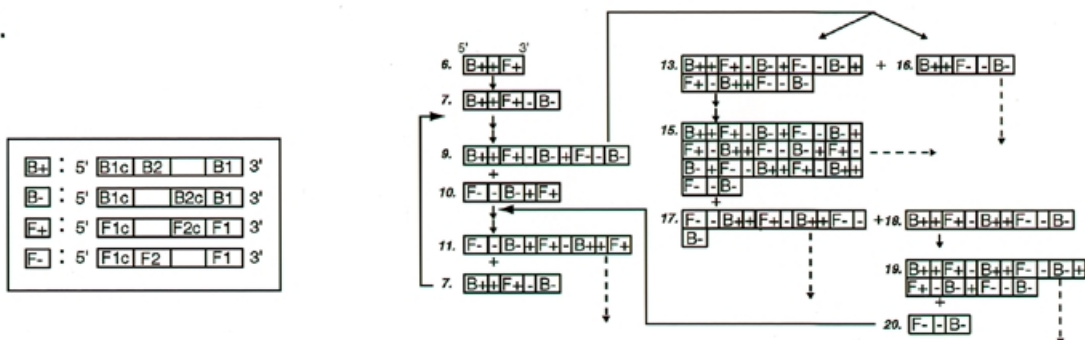 B+ : 5' B1c B2 B1 3'
B- : 5' B1c B2c B1 3'
F+ : 5' F1c F2c F1 3'
F- : 5' F1c F2 F1 3'
5' 3'
6. B+ + F+
7. B+ + F+ - B-
9. B+ + F+ - B- + F- - B-
+
10. F- - B- + F+
11. F- - B- + F+ - B+ + F+
+
7. B+ + F+ - B-
13. B+ + F+ - B- + F- - B- +
F+ - B+ + F- - B-
+ 16. B+ + F- - B-
15. B+ + F+ - B- + F- - B- +
F+ - B+ + F- - B- + F+ -
B- + F- - B+ + F+ - B+ +
F- - B-
+
17. F- - B+ + F+ - B+ + F- -
B-
+ 18. B+ + F+ - B+ + F- - B-
19. B+ + F+ - B+ + F- - B- +
F+ - B- + F- - B-
+
20. F- - B-